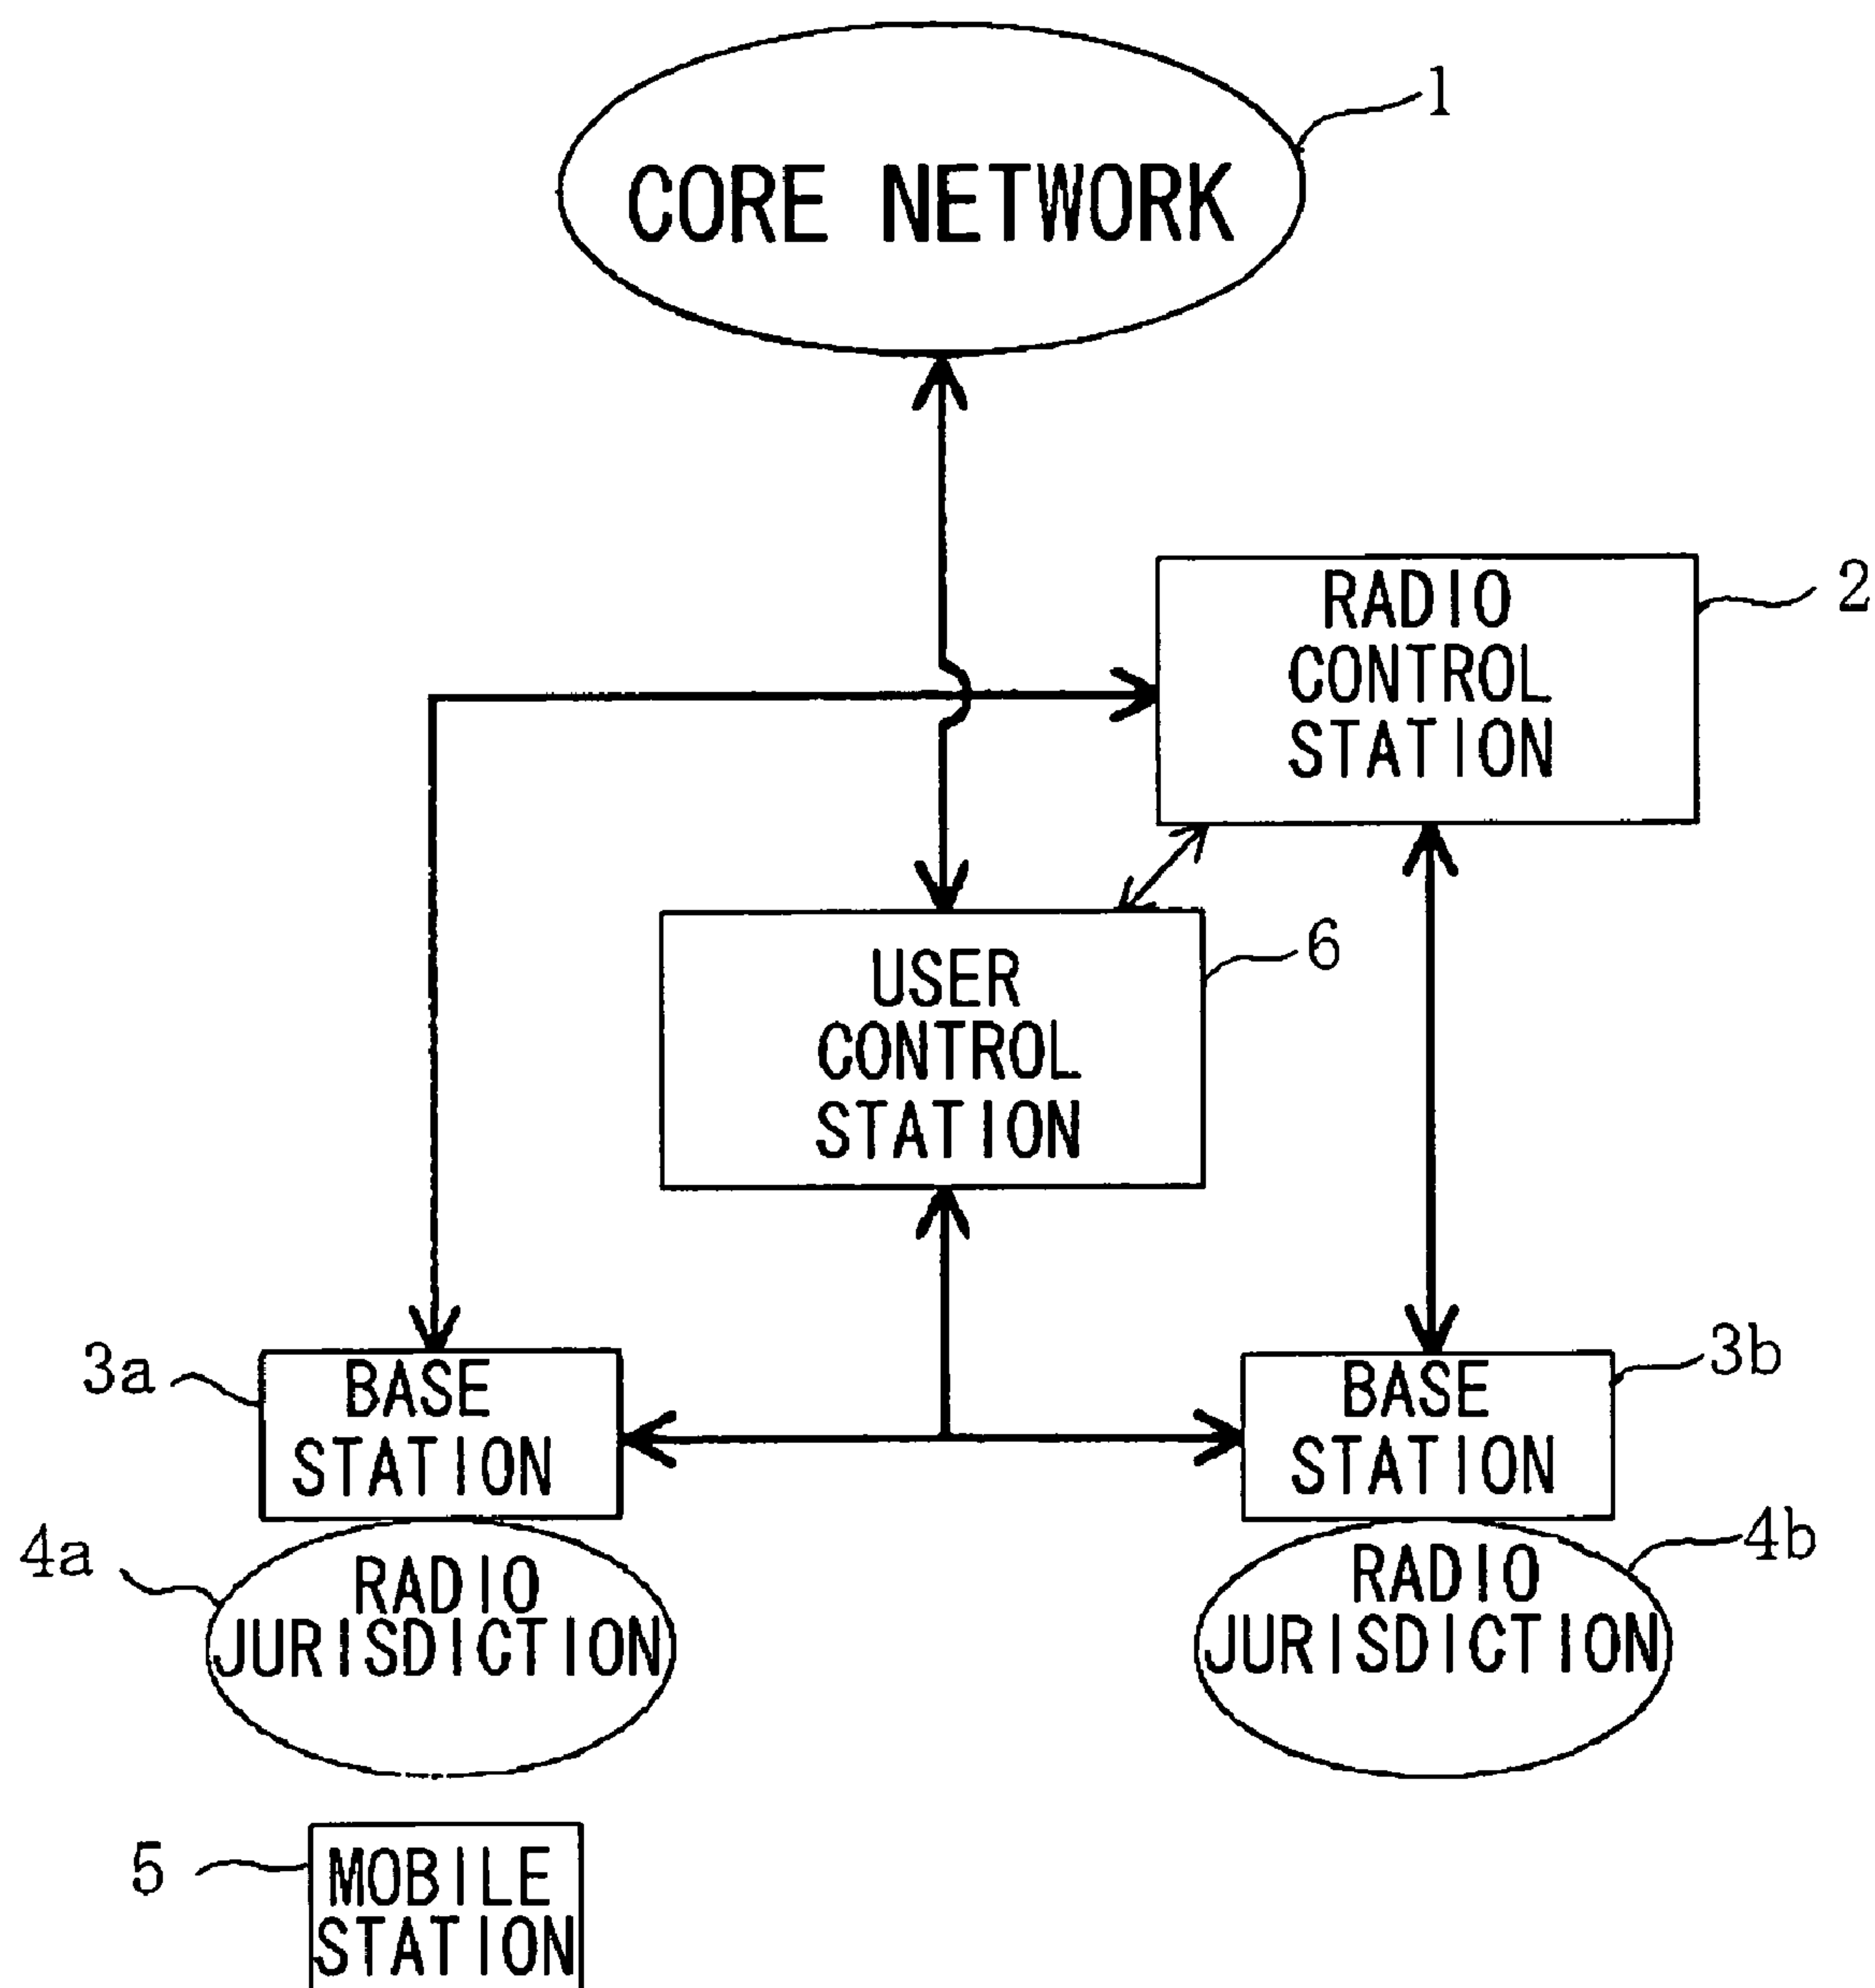 1
CORE NETWORK
2
RADIO
CONTROL
STATION
6
USER
CONTROL
STATION
3a
BASE
STATION
3b
BASE
STATION
4a
RADIO
JURISDICTION
4b
RADIO
JURISDICTION
5
MOBILE
STATION